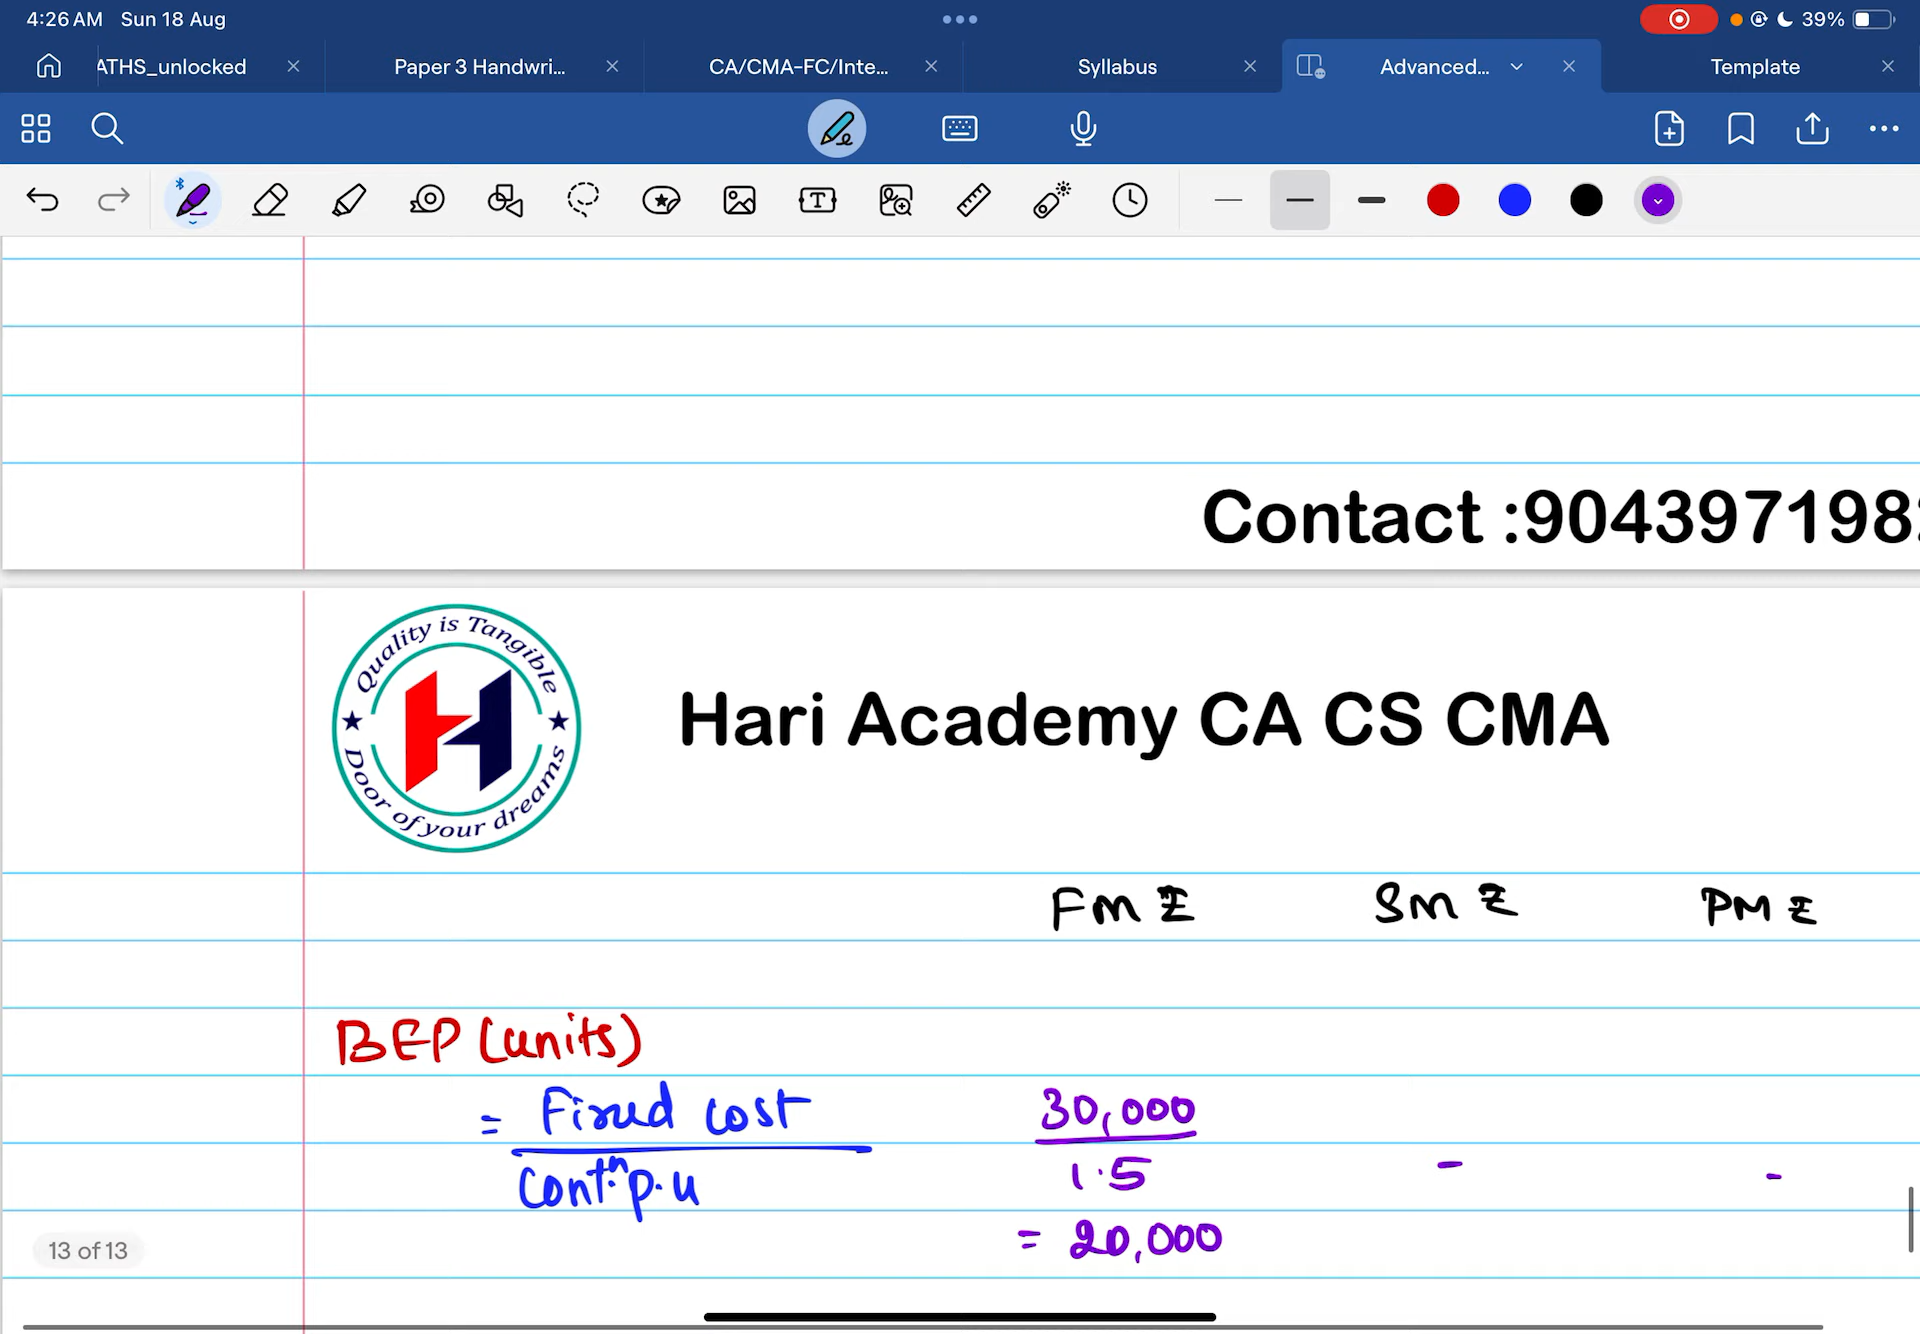 4:26 AM Sun 18 Aug
39%
ATHS_unlocked
Paper 3 Handwri...
CA/CMA-FC/Inte...
Syllabus
Advanced...
Template
Contact :904397198
Quality is Tangible
Door of your dreams
H
Hari Academy CA CS CMA
FM ₹ SM ₹ PM ₹
BEP (units)
= Fixed cost 30,000
Contⁿ p.u 1.5 - -
= 20,000
13 of 13